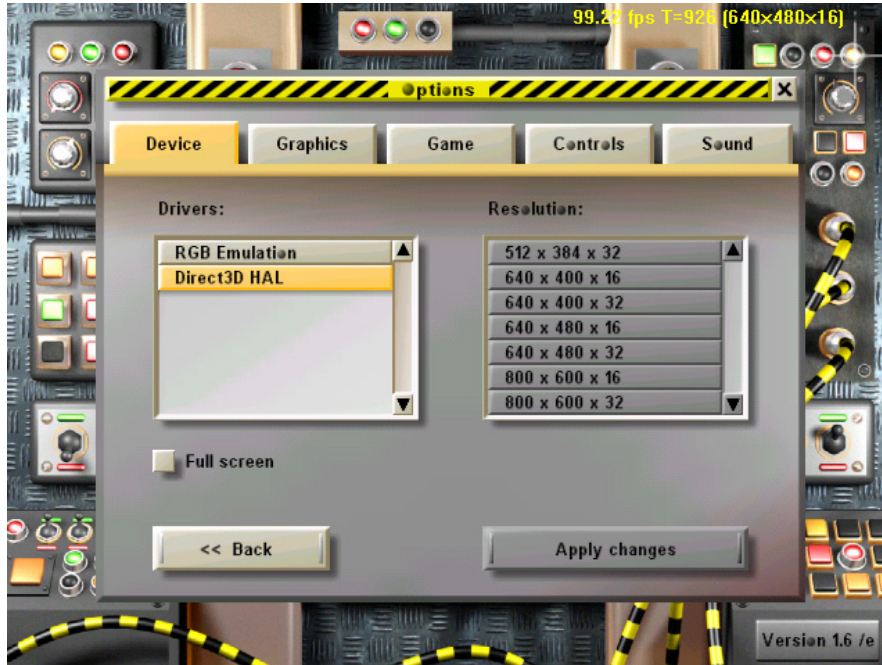 99.22 fps T=926 (640x480x16)
Options
Device
Graphics
Game
Controls
Sound
Drivers:
RGB Emulation
Direct3D HAL
Resolution:
512 x 384 x 32
640 x 400 x 16
640 x 400 x 32
640 x 480 x 16
640 x 480 x 32
800 x 600 x 16
800 x 600 x 32
Full screen
<< Back
Apply changes
Version 1.6 /e